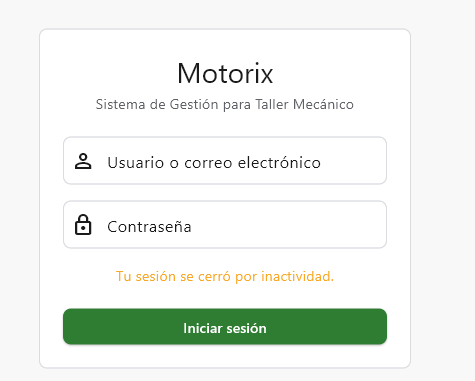 Motorix
Sistema de Gestión para Taller Mecánico
Usuario o correo electrónico
Contraseña
Tu sesión se cerró por inactividad.
Iniciar sesión